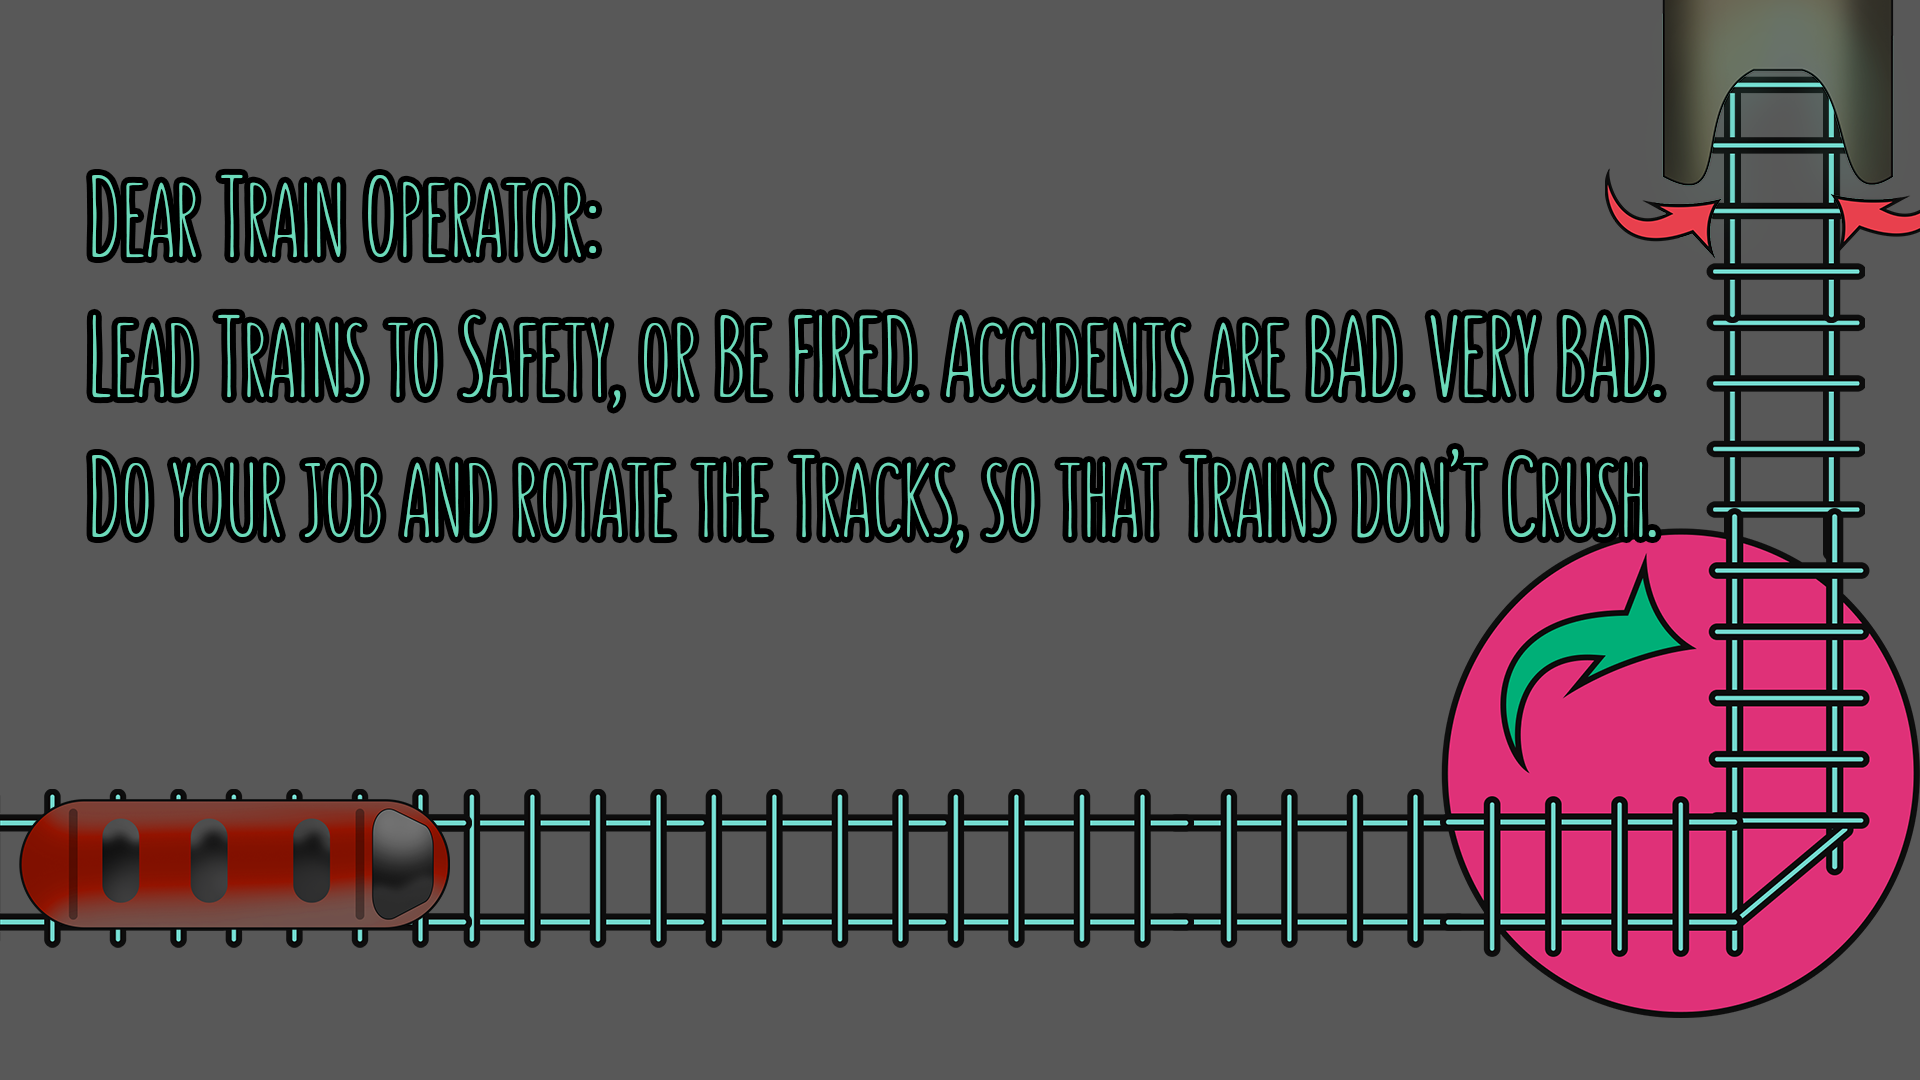 Dear Train Operator:
Lead Trains to Safety, or Be FIRED. Accidents are BAD. VERY BAD.
Do your job and rotate the Tracks, so that Trains don't Crush.